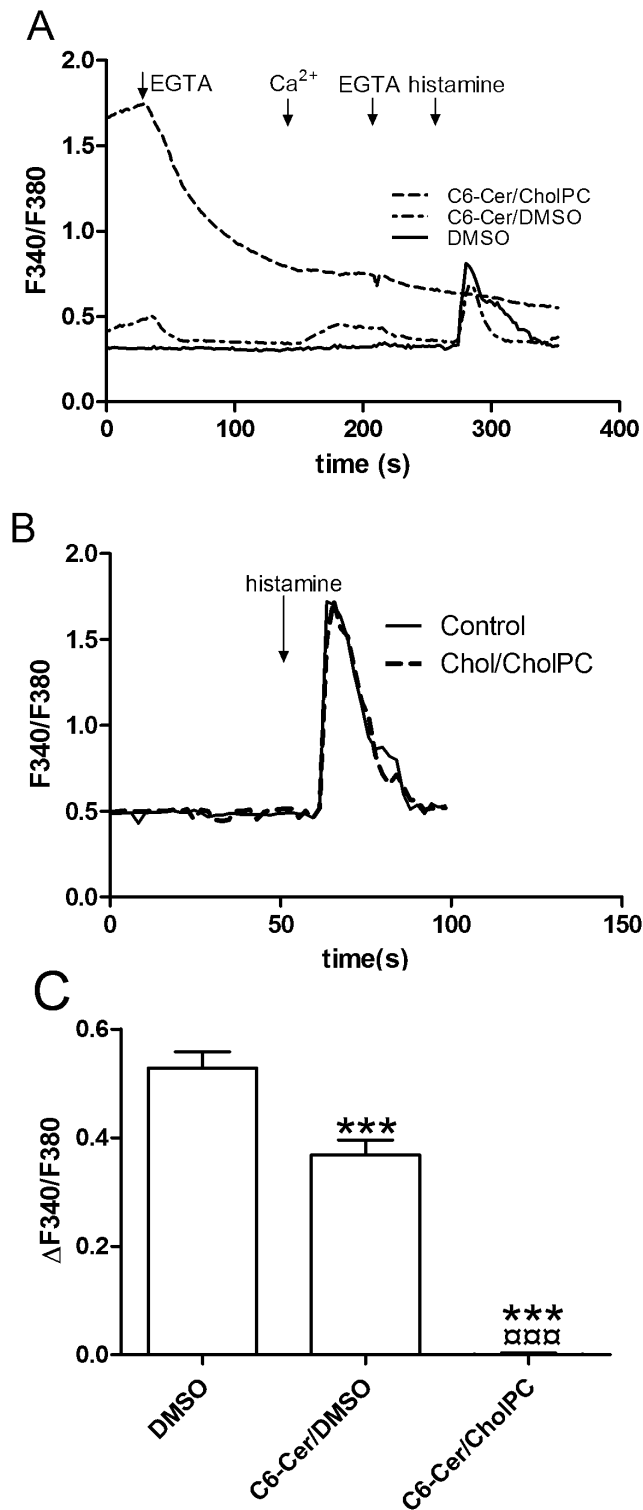 A
2.0
EGTA
Ca2+
EGTA histamine
1.5
C6-Cer/CholPC
C6-Cer/DMSO
DMSO
1.0
F340/F380
0.5
0.0
0 100 200 300 400
time (s)
B
2.0
histamine
Control
Chol/CholPC
1.5
F340/F380
1.0
0.5
0.0
0 50 100 150
time(s)
C
0.6
***
0.4
ΔF340/F380
0.2
***
¤¤¤
0.0
DMSO
C6-Cer/DMSO
C6-Cer/CholPC